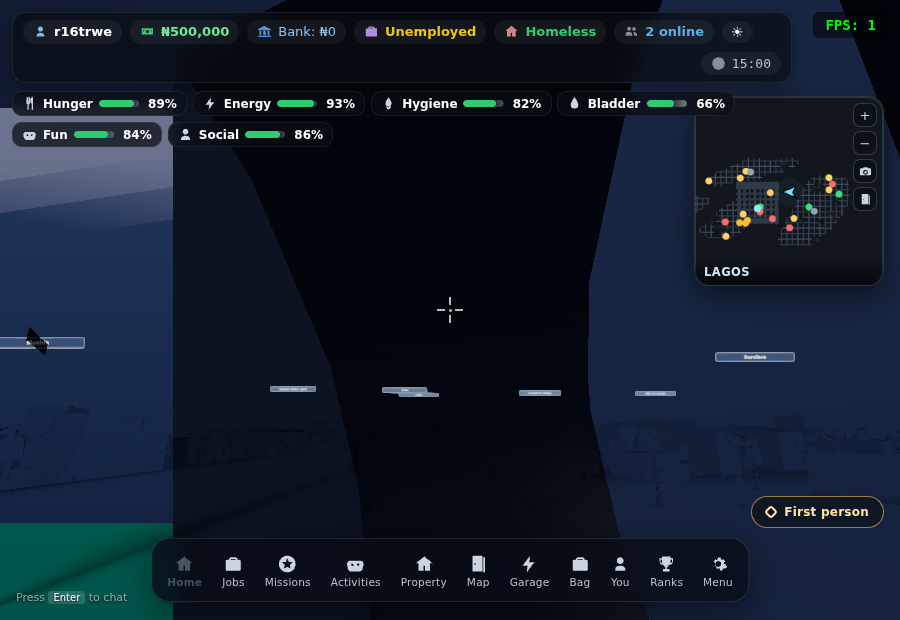 r16trwe
₦500,000
Bank: ₦0
Unemployed
Homeless
2 online
15:00
FPS: 1
Hunger 89%
Energy 93%
Hygiene 82%
Bladder 66%
Fun 84%
Social 86%
LAGOS
Surulere
First person
Home
Jobs
Missions
Activities
Property
Map
Garage
Bag
You
Ranks
Menu
Press Enter to chat